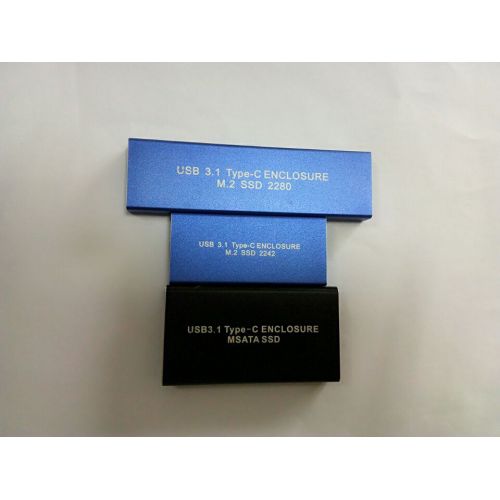 USB 3.1 Type-C ENCLOSURE
M.2 SSD 2280
USB 3.1 Type-C ENCLOSURE
M.2 SSD 2242
USB3.1 Type-C ENCLOSURE
MSATA SSD